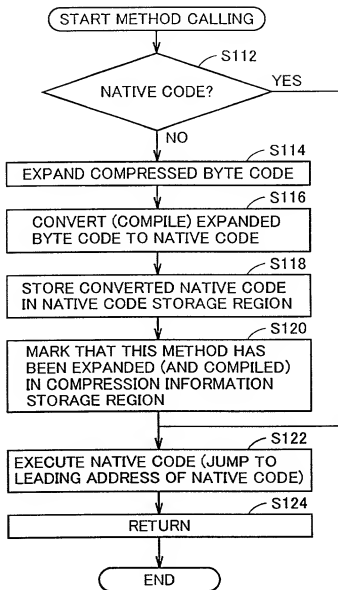 START METHOD CALLING
S112
NATIVE CODE?
YES
NO
S114
EXPAND COMPRESSED BYTE CODE
S116
CONVERT (COMPILE) EXPANDED
BYTE CODE TO NATIVE CODE
S118
STORE CONVERTED NATIVE CODE
IN NATIVE CODE STORAGE REGION
S120
MARK THAT THIS METHOD HAS
BEEN EXPANDED (AND COMPILED)
IN COMPRESSION INFORMATION
STORAGE REGION
S122
EXECUTE NATIVE CODE (JUMP TO
LEADING ADDRESS OF NATIVE CODE)
S124
RETURN
END